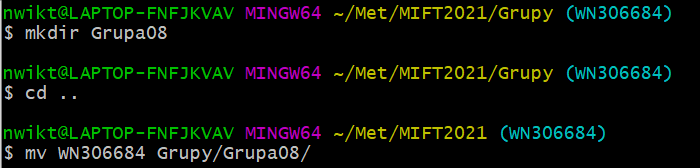 nwikt@LAPTOP-FNFJKVAV MINGW64 ~/Met/MIFT2021/Grupy (WN306684)
$ mkdir Grupa08
nwikt@LAPTOP-FNFJKVAV MINGW64 ~/Met/MIFT2021/Grupy (WN306684)
$ cd ..
nwikt@LAPTOP-FNFJKVAV MINGW64 ~/Met/MIFT2021 (WN306684)
$ mv WN306684 Grupy/Grupa08/